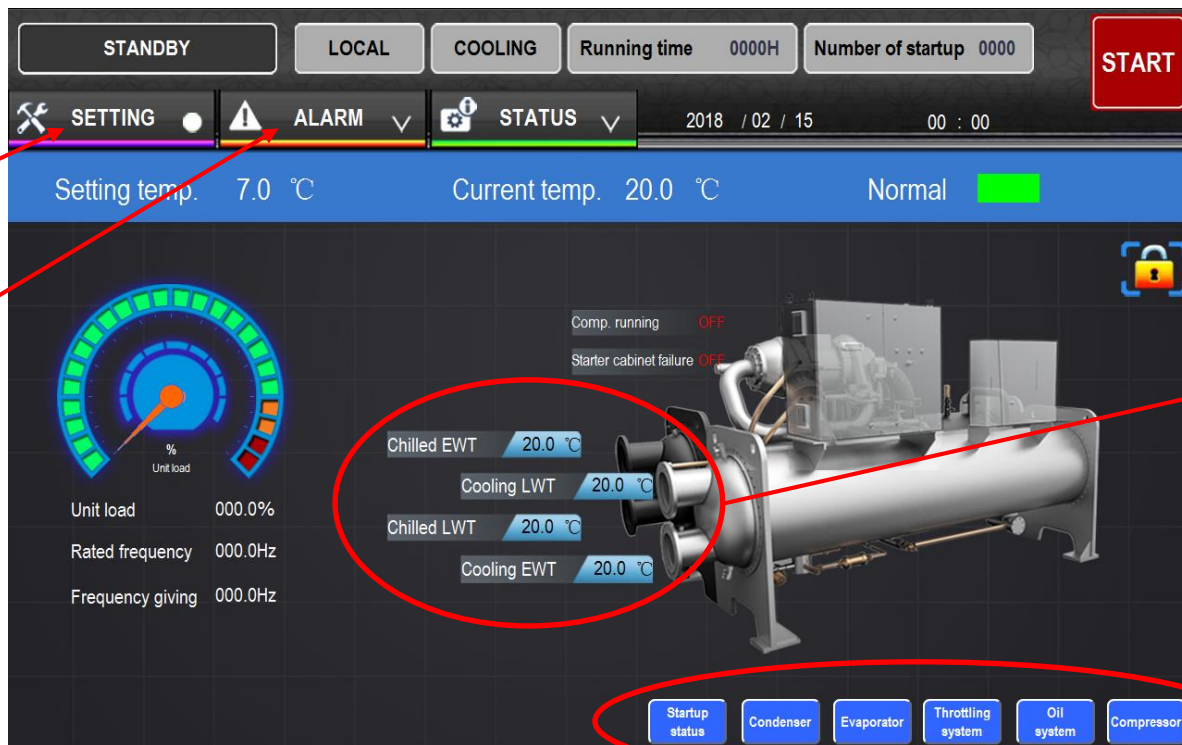 STANDBY
LOCAL
COOLING
Running time 0000H
Number of startup 0000
START
SETTING
ALARM
STATUS
2018 / 02 / 15 00 : 00
Setting temp. 7.0 ℃
Current temp. 20.0 ℃
Normal
Comp. running OFF
Starter cabinet failure OFF
%
Unit load
Chilled EWT 20.0 ℃
Cooling LWT 20.0 ℃
Chilled LWT 20.0 ℃
Cooling EWT 20.0 ℃
Unit load 000.0%
Rated frequency 000.0Hz
Frequency giving 000.0Hz
Startup
status
Condenser
Evaporator
Throttling
system
Oil
system
Compressor